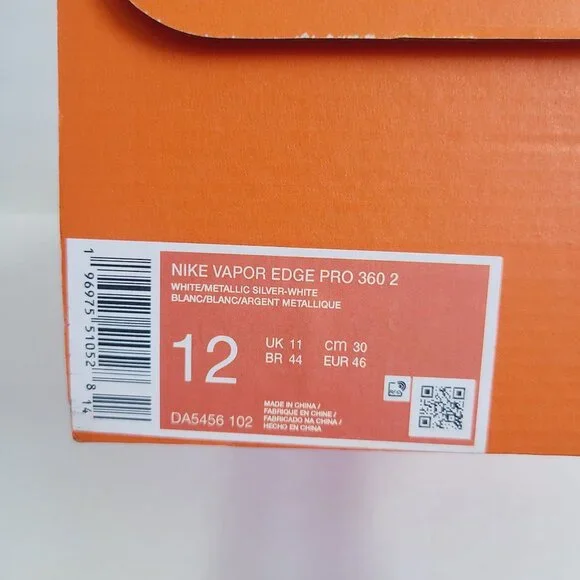 NIKE VAPOR EDGE PRO 360 2
WHITE/METALLIC SILVER-WHITE
BLANC/BLANC/ARGENT METALLIQUE
12
UK 11 cm 30
BR 44 EUR 46
MADE IN CHINA /
FABRIQUE EN CHINE /
FABRICADO NA CHINA /
HECHO EN CHINA
DA5456 102
1 96975 51052 8 14